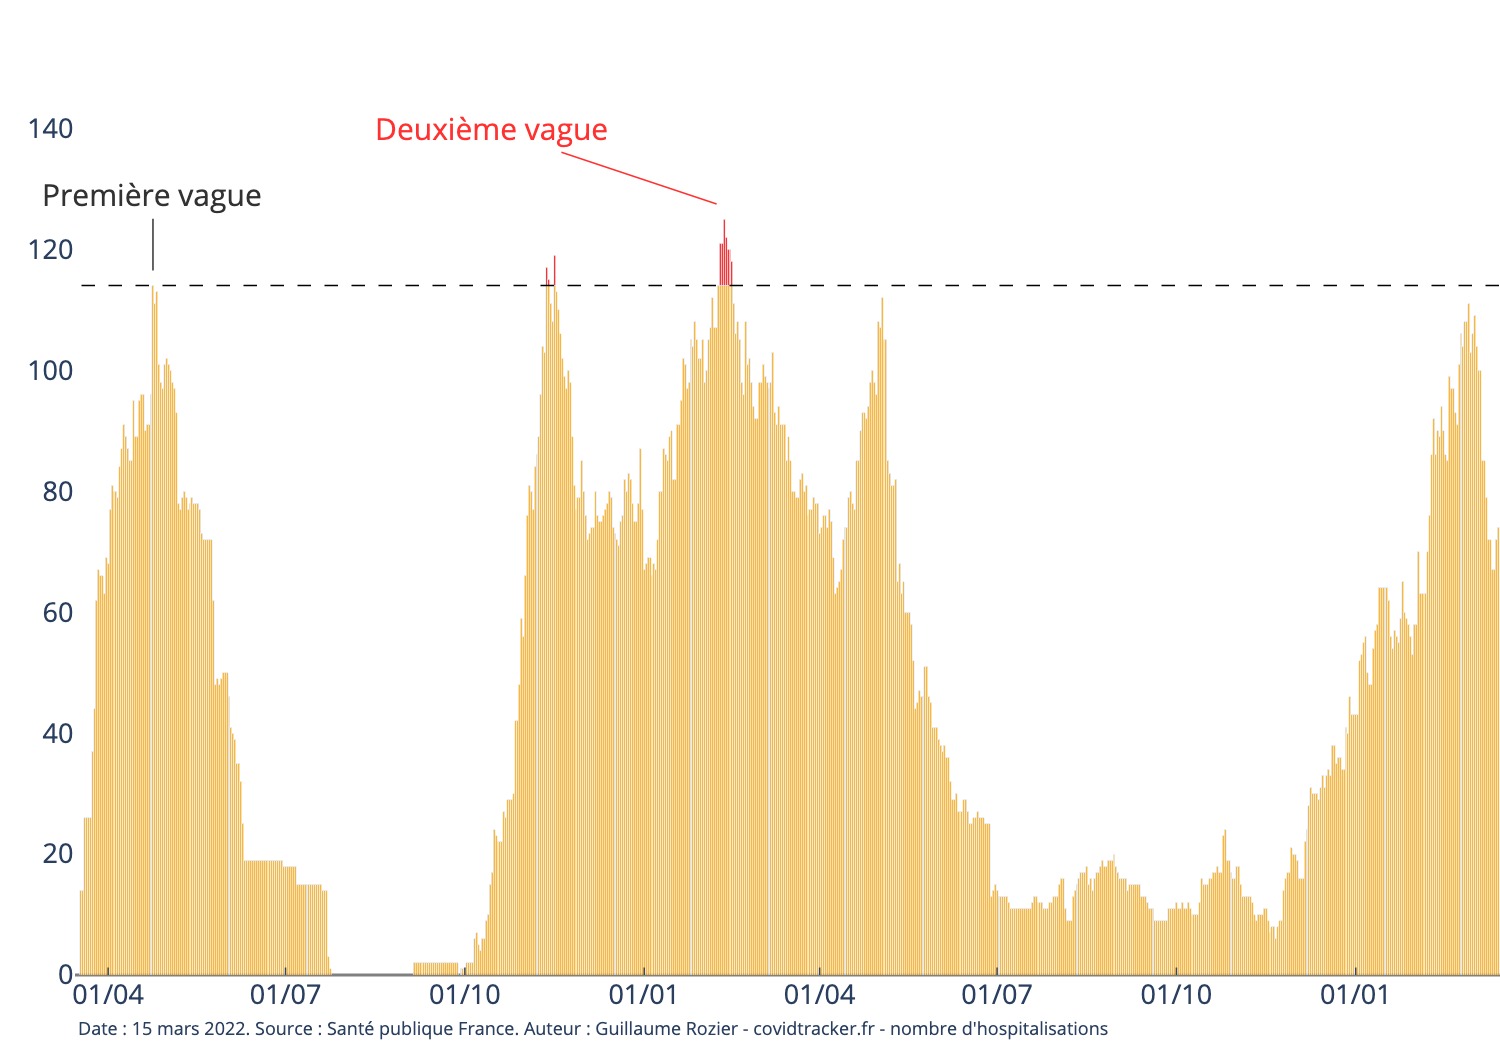 140
Deuxième vague
Première vague
120
100
80
60
40
20
0
01/04 01/07 01/10 01/01 01/04 01/07 01/10 01/01
Date : 15 mars 2022. Source : Santé publique France. Auteur : Guillaume Rozier - covidtracker.fr - nombre d'hospitalisations